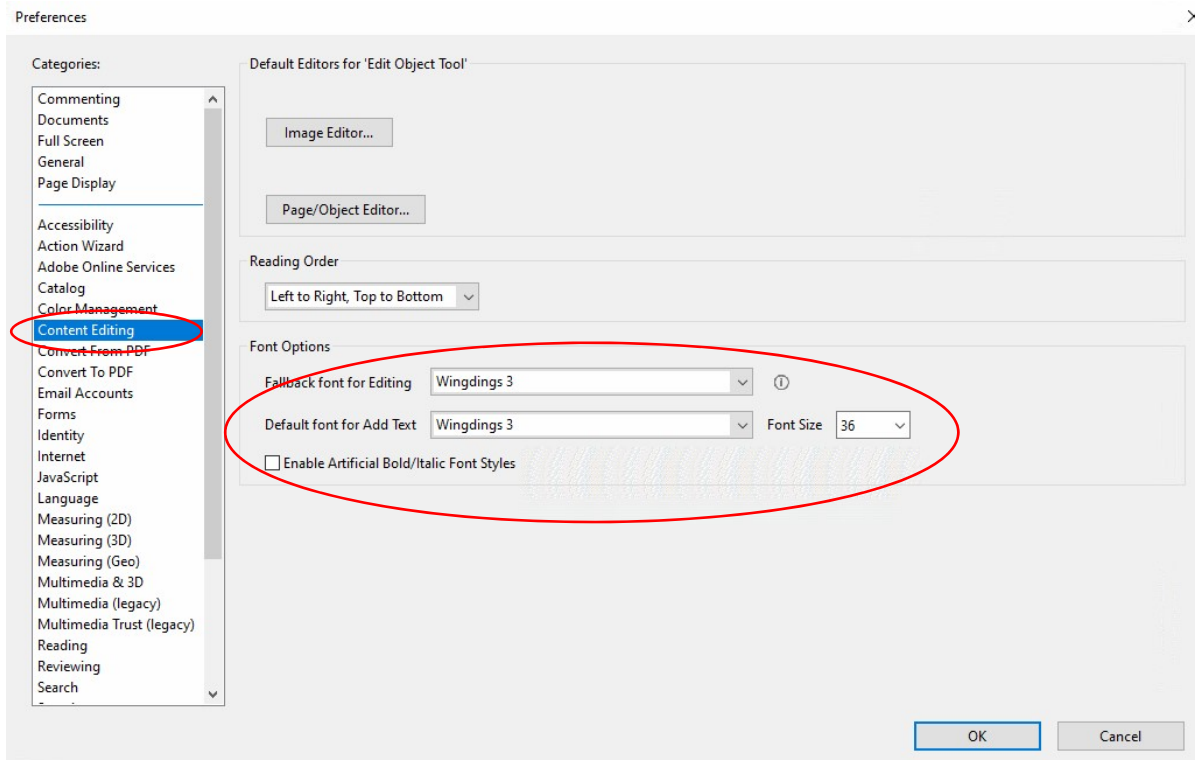 Preferences
Categories:
Commenting
Documents
Full Screen
General
Page Display
Accessibility
Action Wizard
Adobe Online Services
Catalog
Color Management
Content Editing
Convert From PDF
Convert To PDF
Email Accounts
Forms
Identity
Internet
JavaScript
Language
Measuring (2D)
Measuring (3D)
Measuring (Geo)
Multimedia & 3D
Multimedia (legacy)
Multimedia Trust (legacy)
Reading
Reviewing
Search
Default Editors for 'Edit Object Tool'
Image Editor...
Page/Object Editor...
Reading Order
Left to Right, Top to Bottom
Font Options
Fallback font for Editing Wingdings 3
Default font for Add Text Wingdings 3 Font Size 36
Enable Artificial Bold/Italic Font Styles
OK Cancel